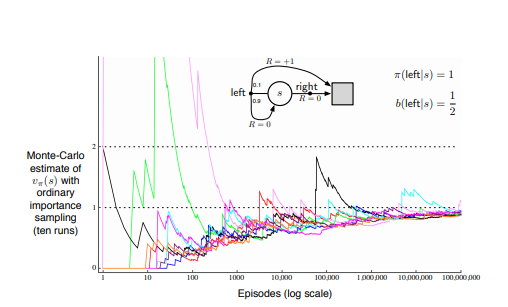 R = +1
π(left|s) = 1
0.1
left
s
right
R = 0
0.9
b(left|s) = 1/2
R = 0
2
1
0
Monte-Carlo
estimate of
vπ(s) with
ordinary
importance
sampling
(ten runs)
1 10 100 1000 10,000 100,000 1,000,000 10,000,000 100,000,000
Episodes (log scale)